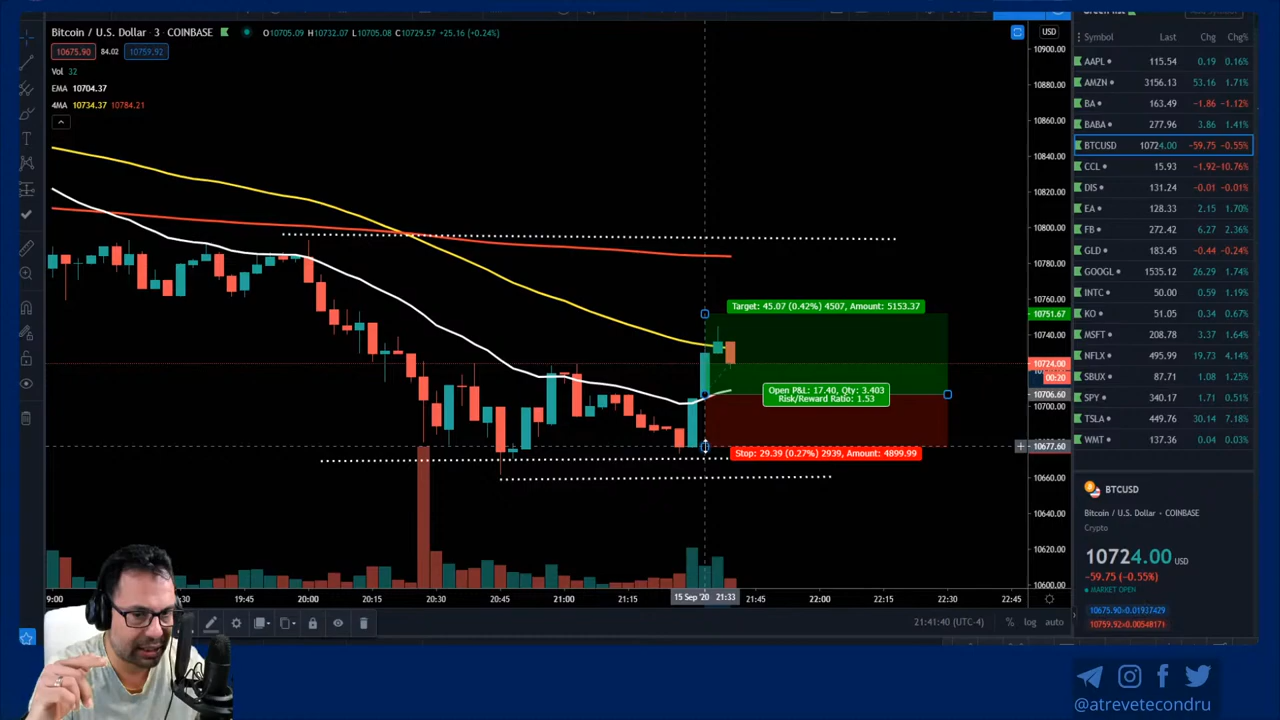 Bitcoin / U.S. Dollar · 3 · COINBASE O10705.09 H10732.07 L10705.08 C10729.57 +25.16 (+0.24%)
10675.90 84.02 10759.92
Vol 32
EMA 10704.37
4MA 10734.37 10784.21
Target: 45.07 (0.42%) 4507, Amount: 5153.37
Open P&L: 17.40, Qty: 3.403
Risk/Reward Ratio: 1.53
Stop: 29.39 (0.27%) 2939, Amount: 4899.99
USD
10900.00
10880.00
10860.00
10840.00
10820.00
10800.00
10780.00
10760.00
10751.67
10740.00
10724.00
00:20
10706.60
10700.00
10677.60
10660.00
10640.00
10620.00
10600.00
9:00 20:15 20:30 20:45 21:00 21:15 15 Sep '20 21:33 21:45 22:00 22:15 22:30 22:45
21:41:40 (UTC-4) % log auto
Symbol Last Chg Chg%
AAPL 115.54 0.19 0.16%
AMZN 3156.13 53.16 1.71%
BA 163.49 −1.86 −1.12%
BABA 277.96 3.86 1.41%
BTCUSD 10724.00 −59.75 −0.55%
CCL 15.93 −1.92 −10.76%
DIS 131.24 −0.01 −0.01%
EA 128.33 2.15 1.70%
FB 272.42 6.27 2.36%
GLD 183.45 −0.44 −0.24%
GOOGL 1535.12 26.29 1.74%
INTC 50.00 0.59 1.19%
KO 51.05 0.34 0.67%
MSFT 208.78 3.37 1.64%
NFLX 495.99 19.73 4.14%
SBUX 87.71 1.08 1.25%
SPY 340.17 1.71 0.51%
TSLA 449.76 30.14 7.18%
WMT 137.36 0.04 0.03%
BTCUSD
Bitcoin / U.S. Dollar · COINBASE
Crypto
10724.00 USD
−59.75 (−0.55%)
MARKET OPEN
10675.90×0.01937429
10759.92×0.00548171
@atrevetecondru